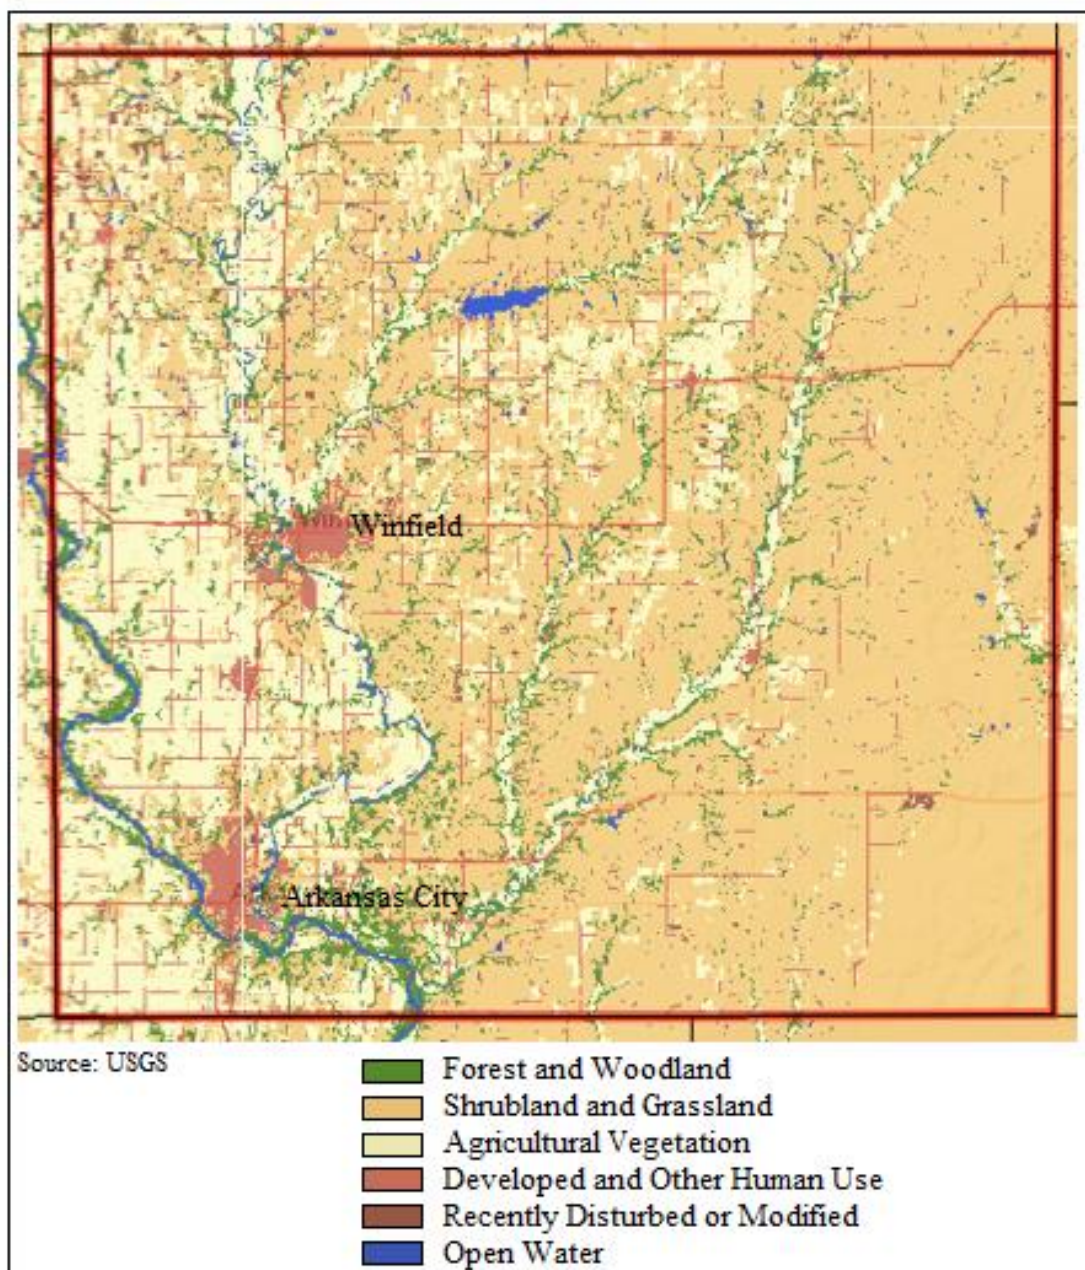 Winfield
Arkansas City
Source: USGS
Forest and Woodland
Shrubland and Grassland
Agricultural Vegetation
Developed and Other Human Use
Recently Disturbed or Modified
Open Water